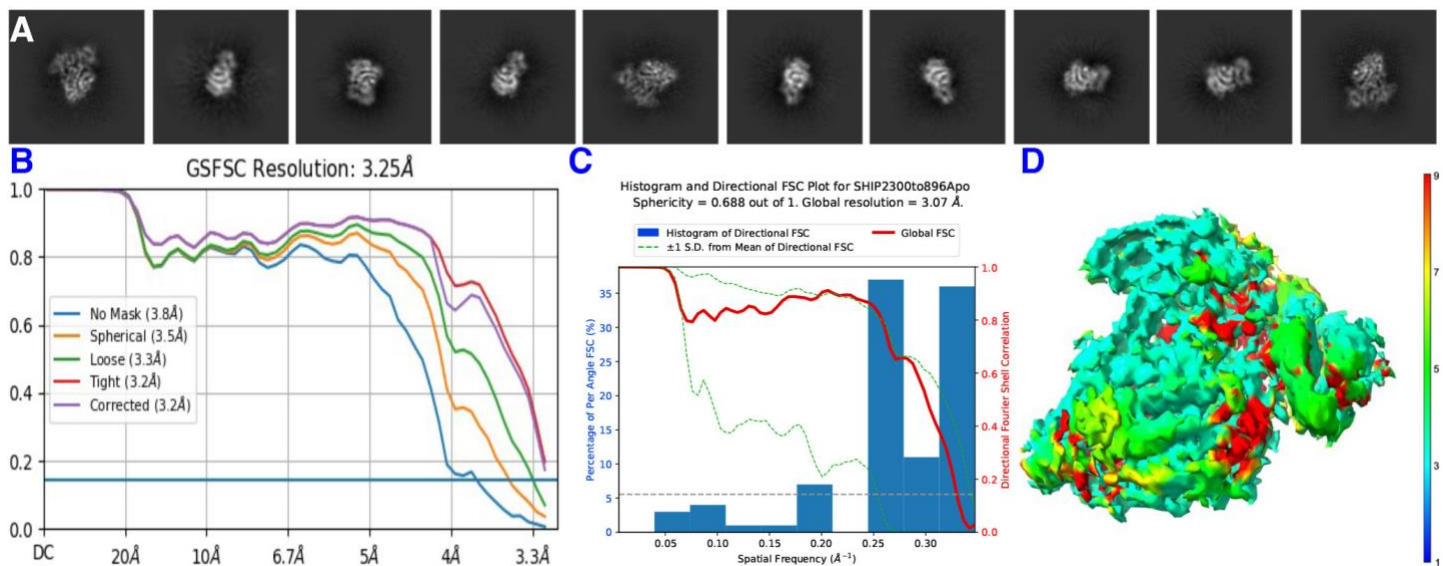 A
B
GSFSC Resolution: 3.25Å
1.0
0.8
0.6
0.4
0.2
0.0
No Mask (3.8Å)
Spherical (3.5Å)
Loose (3.3Å)
Tight (3.2Å)
Corrected (3.2Å)
DC 20Å 10Å 6.7Å 5Å 4Å 3.3Å
C
Histogram and Directional FSC Plot for SHIP2300to896Apo
Sphericity = 0.688 out of 1. Global resolution = 3.07 Å.
Histogram of Directional FSC
Global FSC
±1 S.D. from Mean of Directional FSC
Percentage of Per Angle FSC (%)
35
30
25
20
15
10
5
0
1.0
0.8
0.6
0.4
0.2
0.0
Directional Fourier Shell Correlation
0.05 0.10 0.15 0.20 0.25 0.30
Spatial Frequency (Å⁻¹)
D
9
7
5
3
1